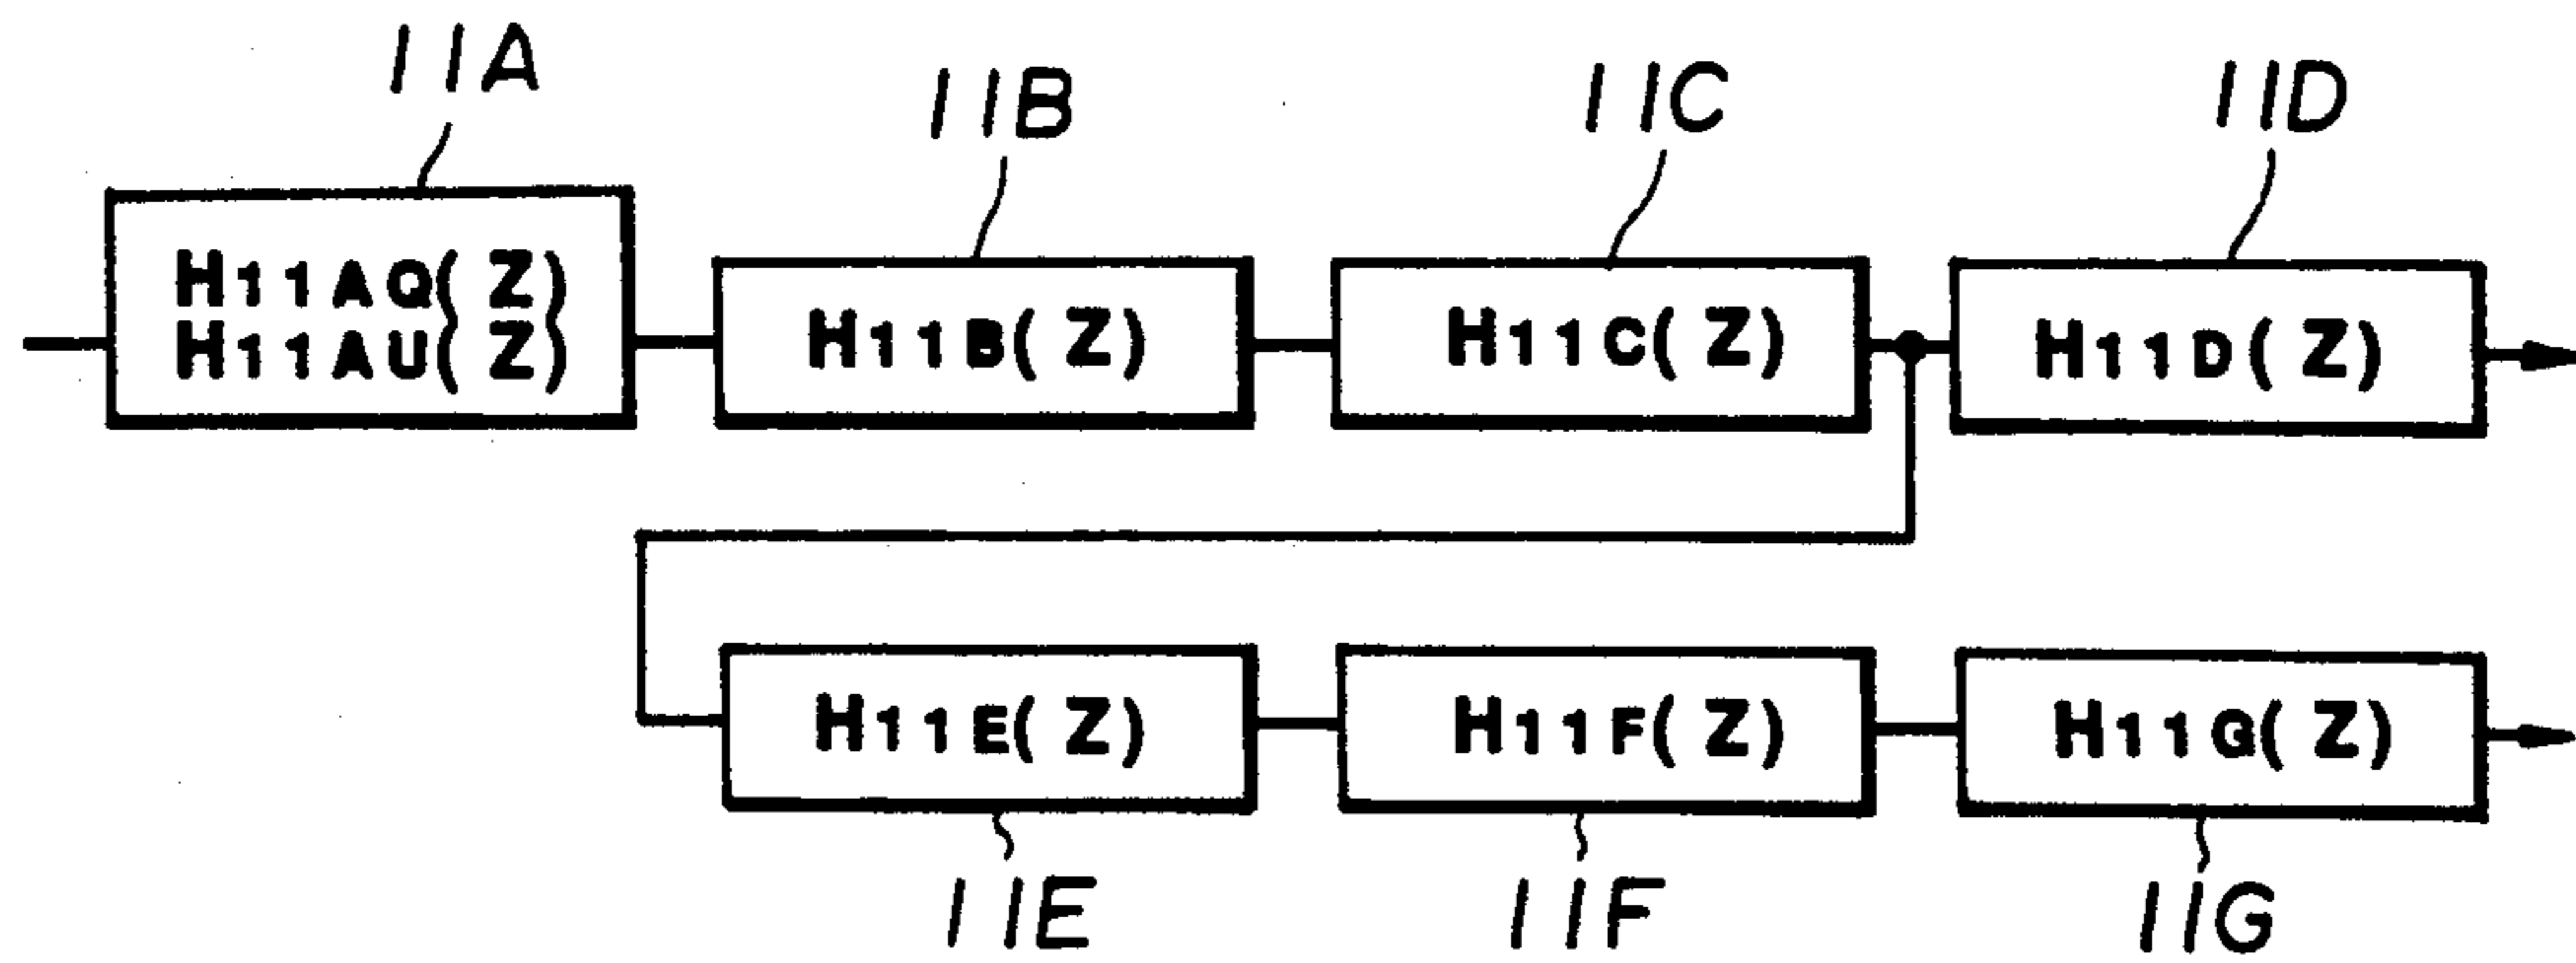 11A
11B
11C
11D
H11AQ(Z)
H11AU(Z)
H11B(Z)
H11C(Z)
H11D(Z)
H11E(Z)
H11F(Z)
H11G(Z)
11E
11F
11G